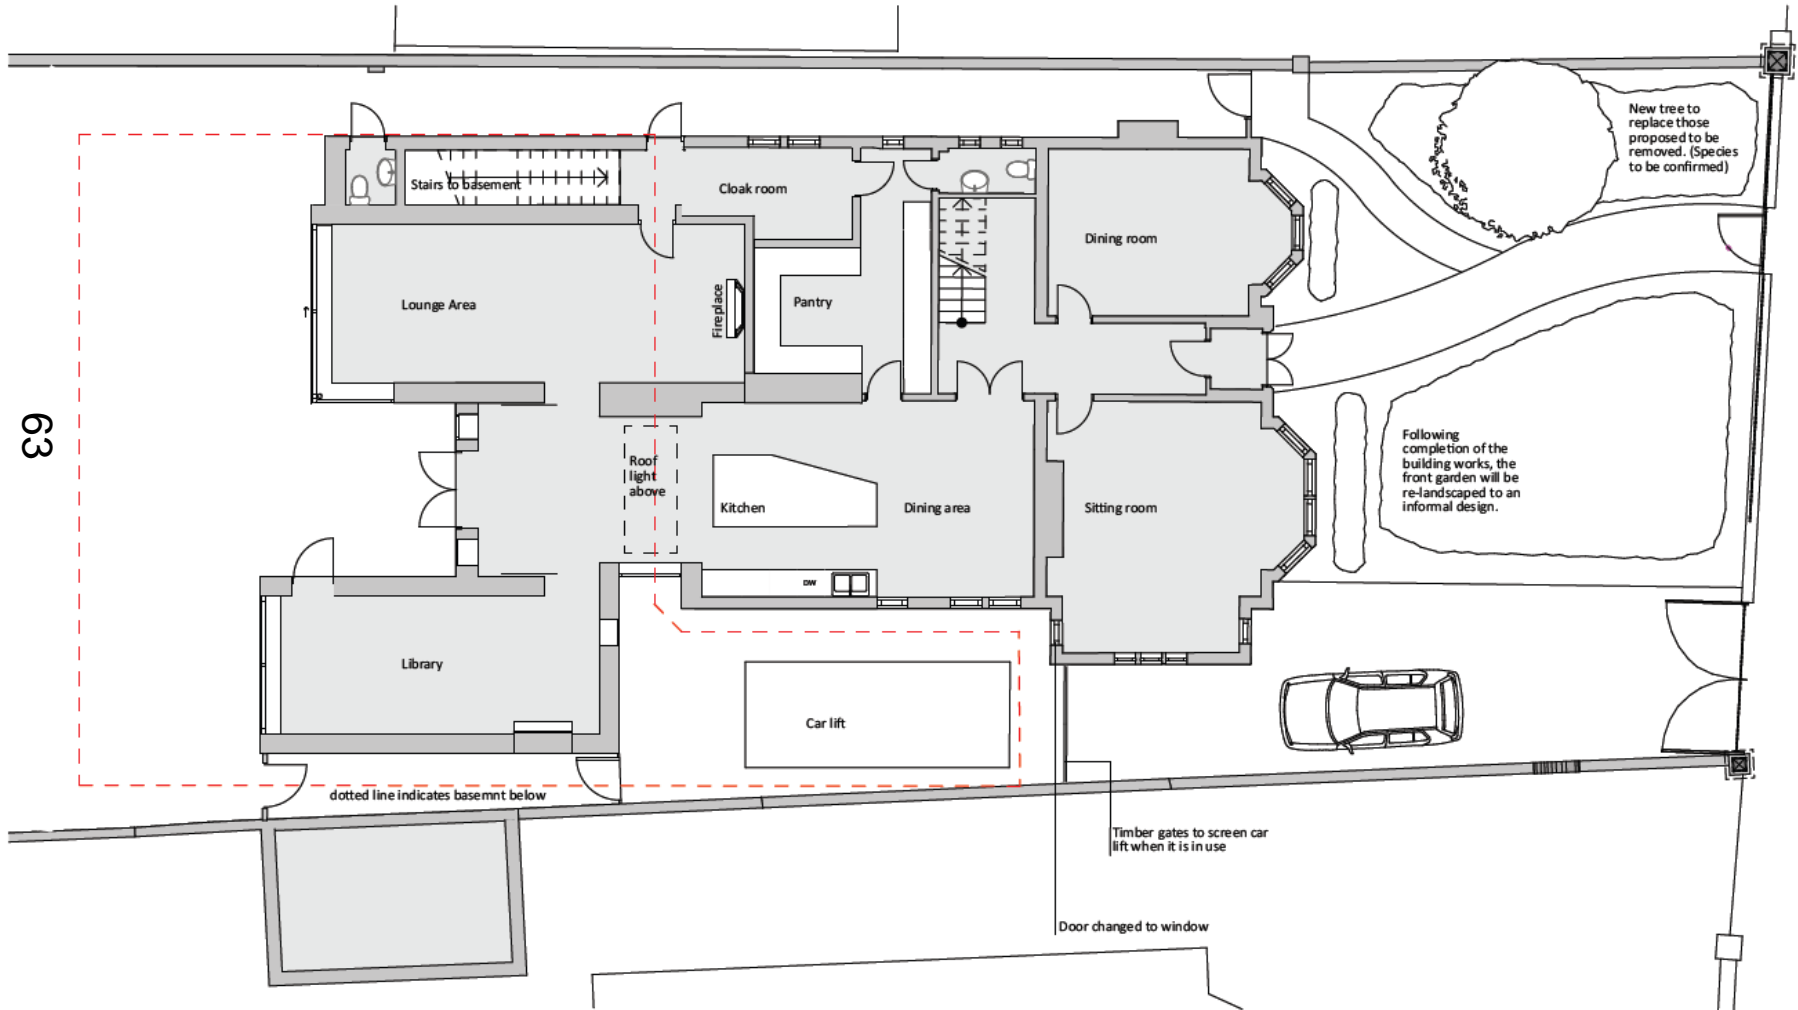 New tree to
replace those
proposed to be
removed. (Species
to be confirmed)
Stairs to basement
Cloak room
Dining room
Lounge Area
Fireplace
Pantry
63
Roof
light
above
Kitchen
Dining area
Sitting room
Following
completion of the
building works, the
front garden will be
re-landscaped to an
informal design.
DW
Library
Car lift
dotted line indicates basemnt below
Timber gates to screen car
lift when it is in use
Door changed to window